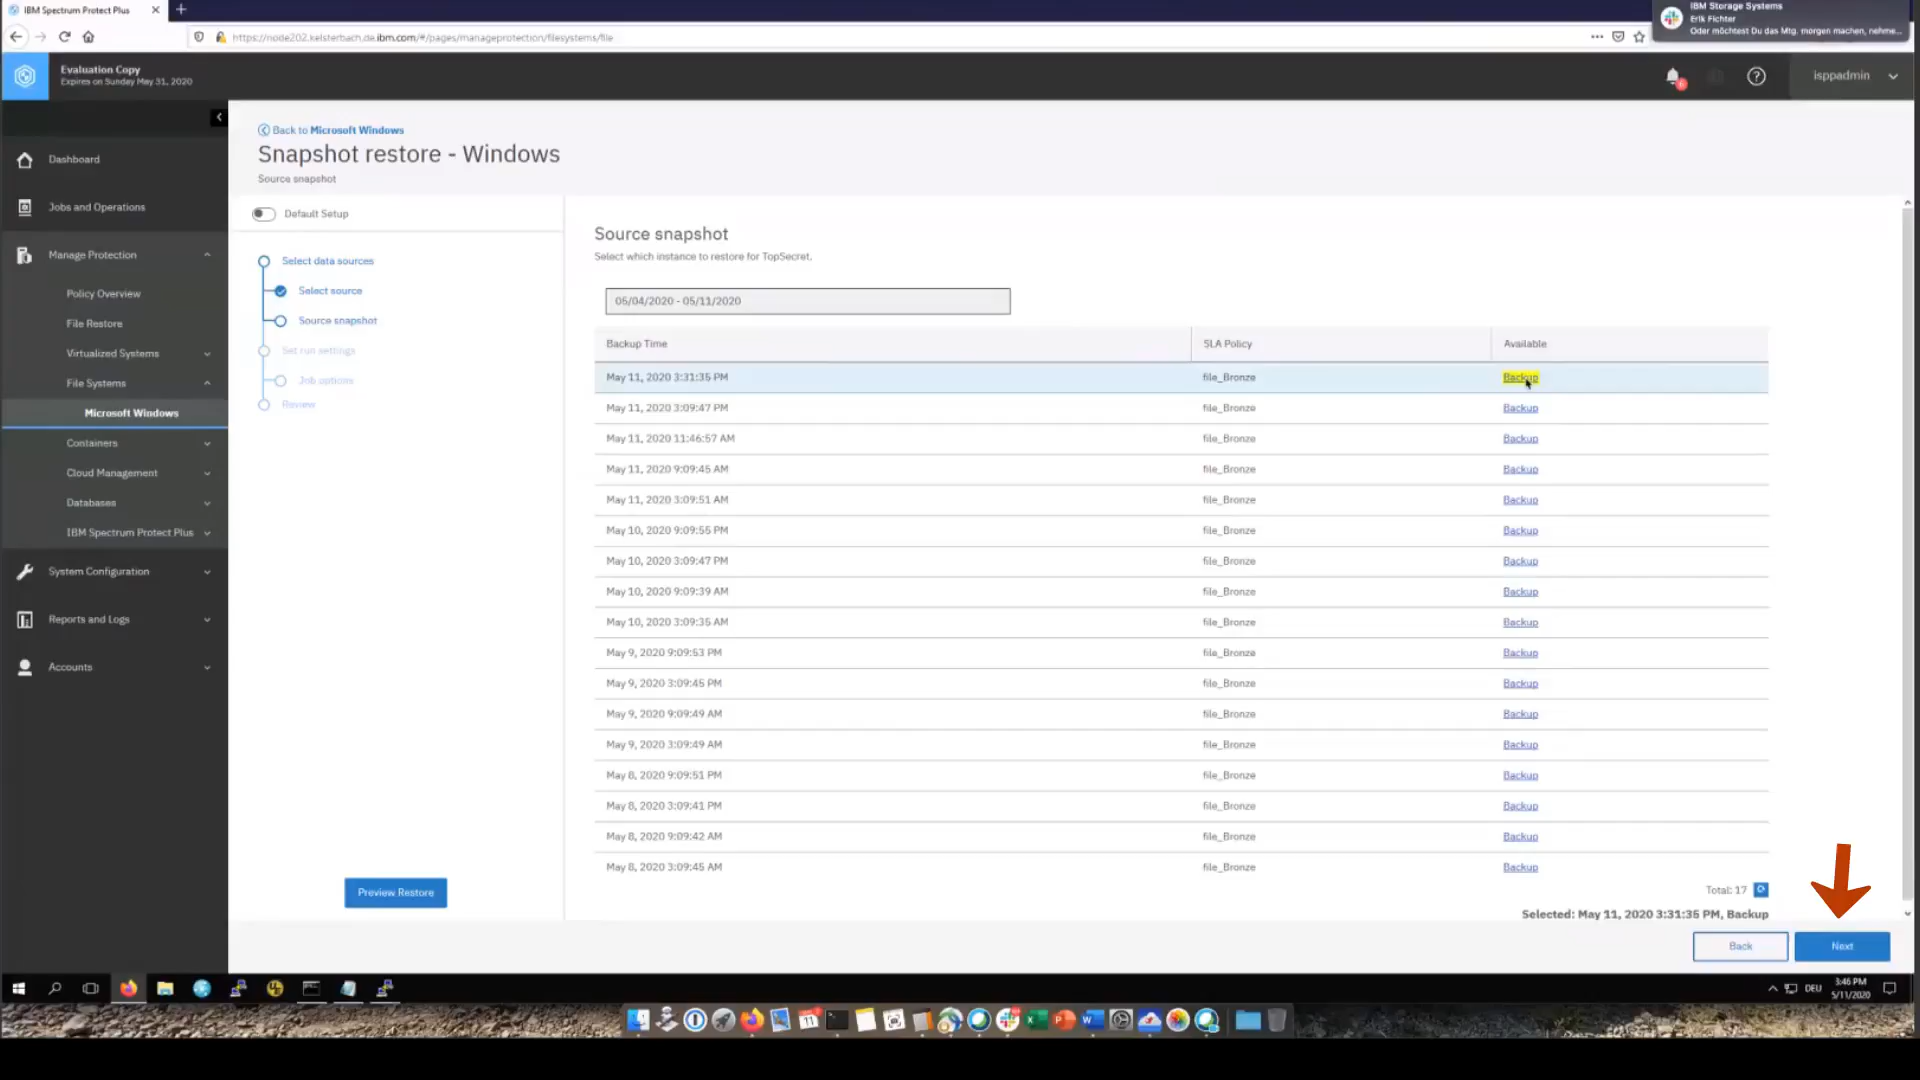 IBM Spectrum Protect Plus
IBM Storage Systems
Erik Fichter
Oder möchtest Du das Mtg. morgen machen, nehme...
https://node202.kelsterbach.de.ibm.com/#/pages/manageprotection/filesystems/file
Evaluation Copy
Expires on Sunday May 31, 2020
isppadmin
Dashboard
Jobs and Operations
Manage Protection
Policy Overview
File Restore
Virtualized Systems
File Systems
Microsoft Windows
Containers
Cloud Management
Databases
IBM Spectrum Protect Plus
System Configuration
Reports and Logs
Accounts
Back to Microsoft Windows
Snapshot restore - Windows
Source snapshot
Default Setup
Select data sources
Select source
Source snapshot
Set run settings
Job options
Review
Preview Restore
Source snapshot
Select which instance to restore for TopSecret.
05/04/2020 - 05/11/2020
Backup Time SLA Policy Available
May 11, 2020 3:31:35 PM file_Bronze Backup
May 11, 2020 3:09:47 PM file_Bronze Backup
May 11, 2020 11:46:57 AM file_Bronze Backup
May 11, 2020 9:09:45 AM file_Bronze Backup
May 11, 2020 3:09:51 AM file_Bronze Backup
May 10, 2020 9:09:55 PM file_Bronze Backup
May 10, 2020 3:09:47 PM file_Bronze Backup
May 10, 2020 9:09:39 AM file_Bronze Backup
May 10, 2020 3:09:35 AM file_Bronze Backup
May 9, 2020 9:09:53 PM file_Bronze Backup
May 9, 2020 3:09:45 PM file_Bronze Backup
May 9, 2020 9:09:49 AM file_Bronze Backup
May 9, 2020 3:09:49 AM file_Bronze Backup
May 8, 2020 9:09:51 PM file_Bronze Backup
May 8, 2020 3:09:41 PM file_Bronze Backup
May 8, 2020 9:09:42 AM file_Bronze Backup
May 8, 2020 3:09:45 AM file_Bronze Backup
Total: 17
Selected: May 11, 2020 3:31:35 PM, Backup
Back
Next
DEU
3:46 PM
5/11/2020